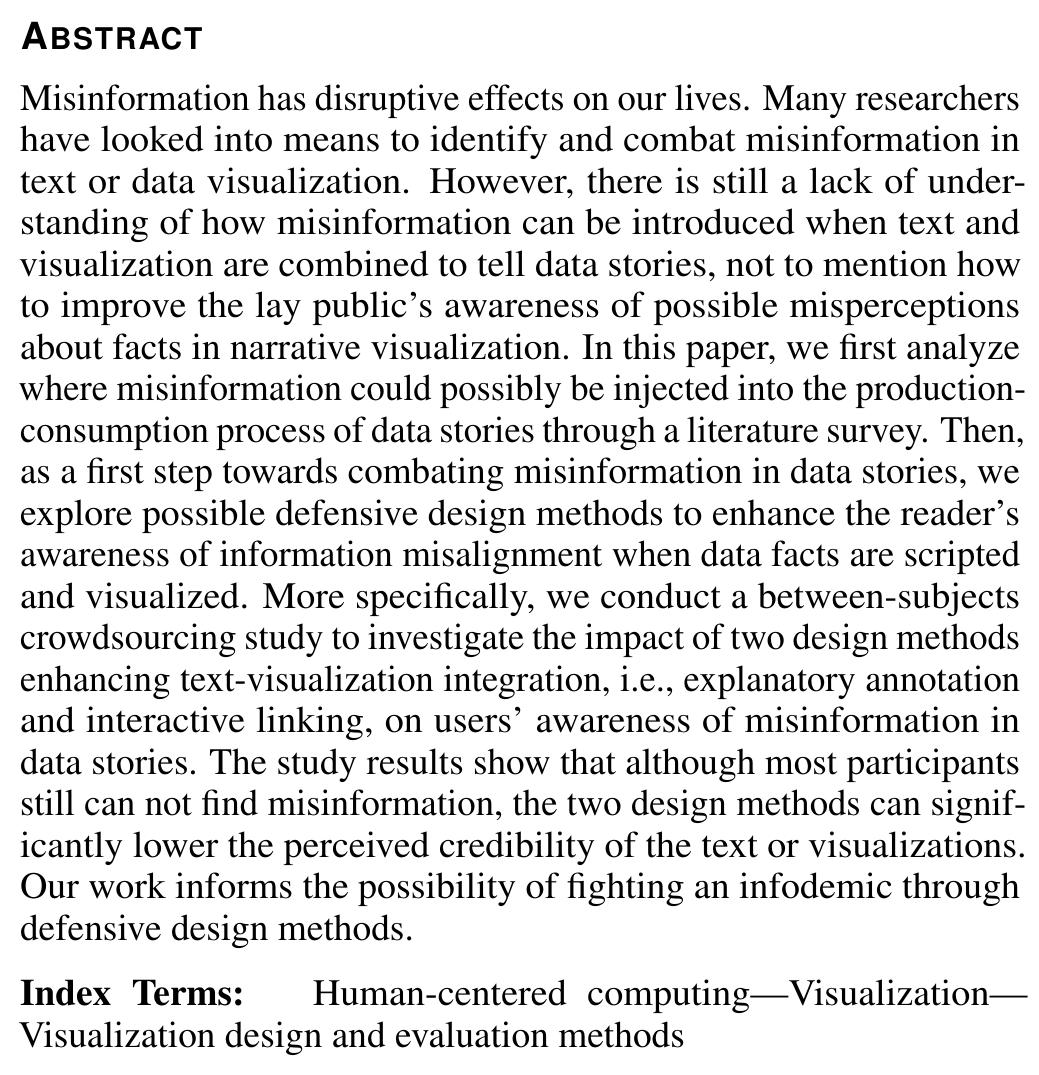 ABSTRACT
Misinformation has disruptive effects on our lives. Many researchers
have looked into means to identify and combat misinformation in
text or data visualization. However, there is still a lack of under-
standing of how misinformation can be introduced when text and
visualization are combined to tell data stories, not to mention how
to improve the lay public's awareness of possible misperceptions
about facts in narrative visualization. In this paper, we first analyze
where misinformation could possibly be injected into the production-
consumption process of data stories through a literature survey. Then,
as a first step towards combating misinformation in data stories, we
explore possible defensive design methods to enhance the reader's
awareness of information misalignment when data facts are scripted
and visualized. More specifically, we conduct a between-subjects
crowdsourcing study to investigate the impact of two design methods
enhancing text-visualization integration, i.e., explanatory annotation
and interactive linking, on users' awareness of misinformation in
data stories. The study results show that although most participants
still can not find misinformation, the two design methods can signif-
icantly lower the perceived credibility of the text or visualizations.
Our work informs the possibility of fighting an infodemic through
defensive design methods.
Index Terms: Human-centered computing—Visualization—
Visualization design and evaluation methods